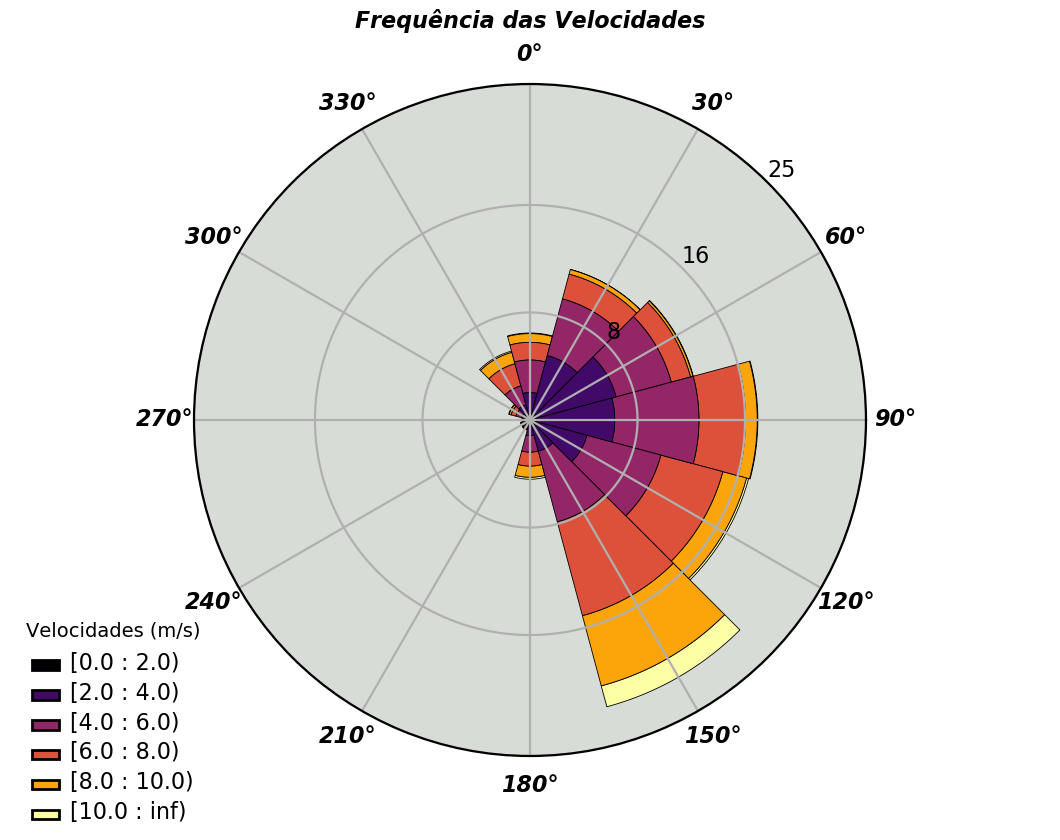 Frequência das Velocidades
0°
330°
30°
25
300°
60°
16
8
270°
90°
240°
120°
210°
150°
180°
Velocidades (m/s)
[0.0 : 2.0)
[2.0 : 4.0)
[4.0 : 6.0)
[6.0 : 8.0)
[8.0 : 10.0)
[10.0 : inf)